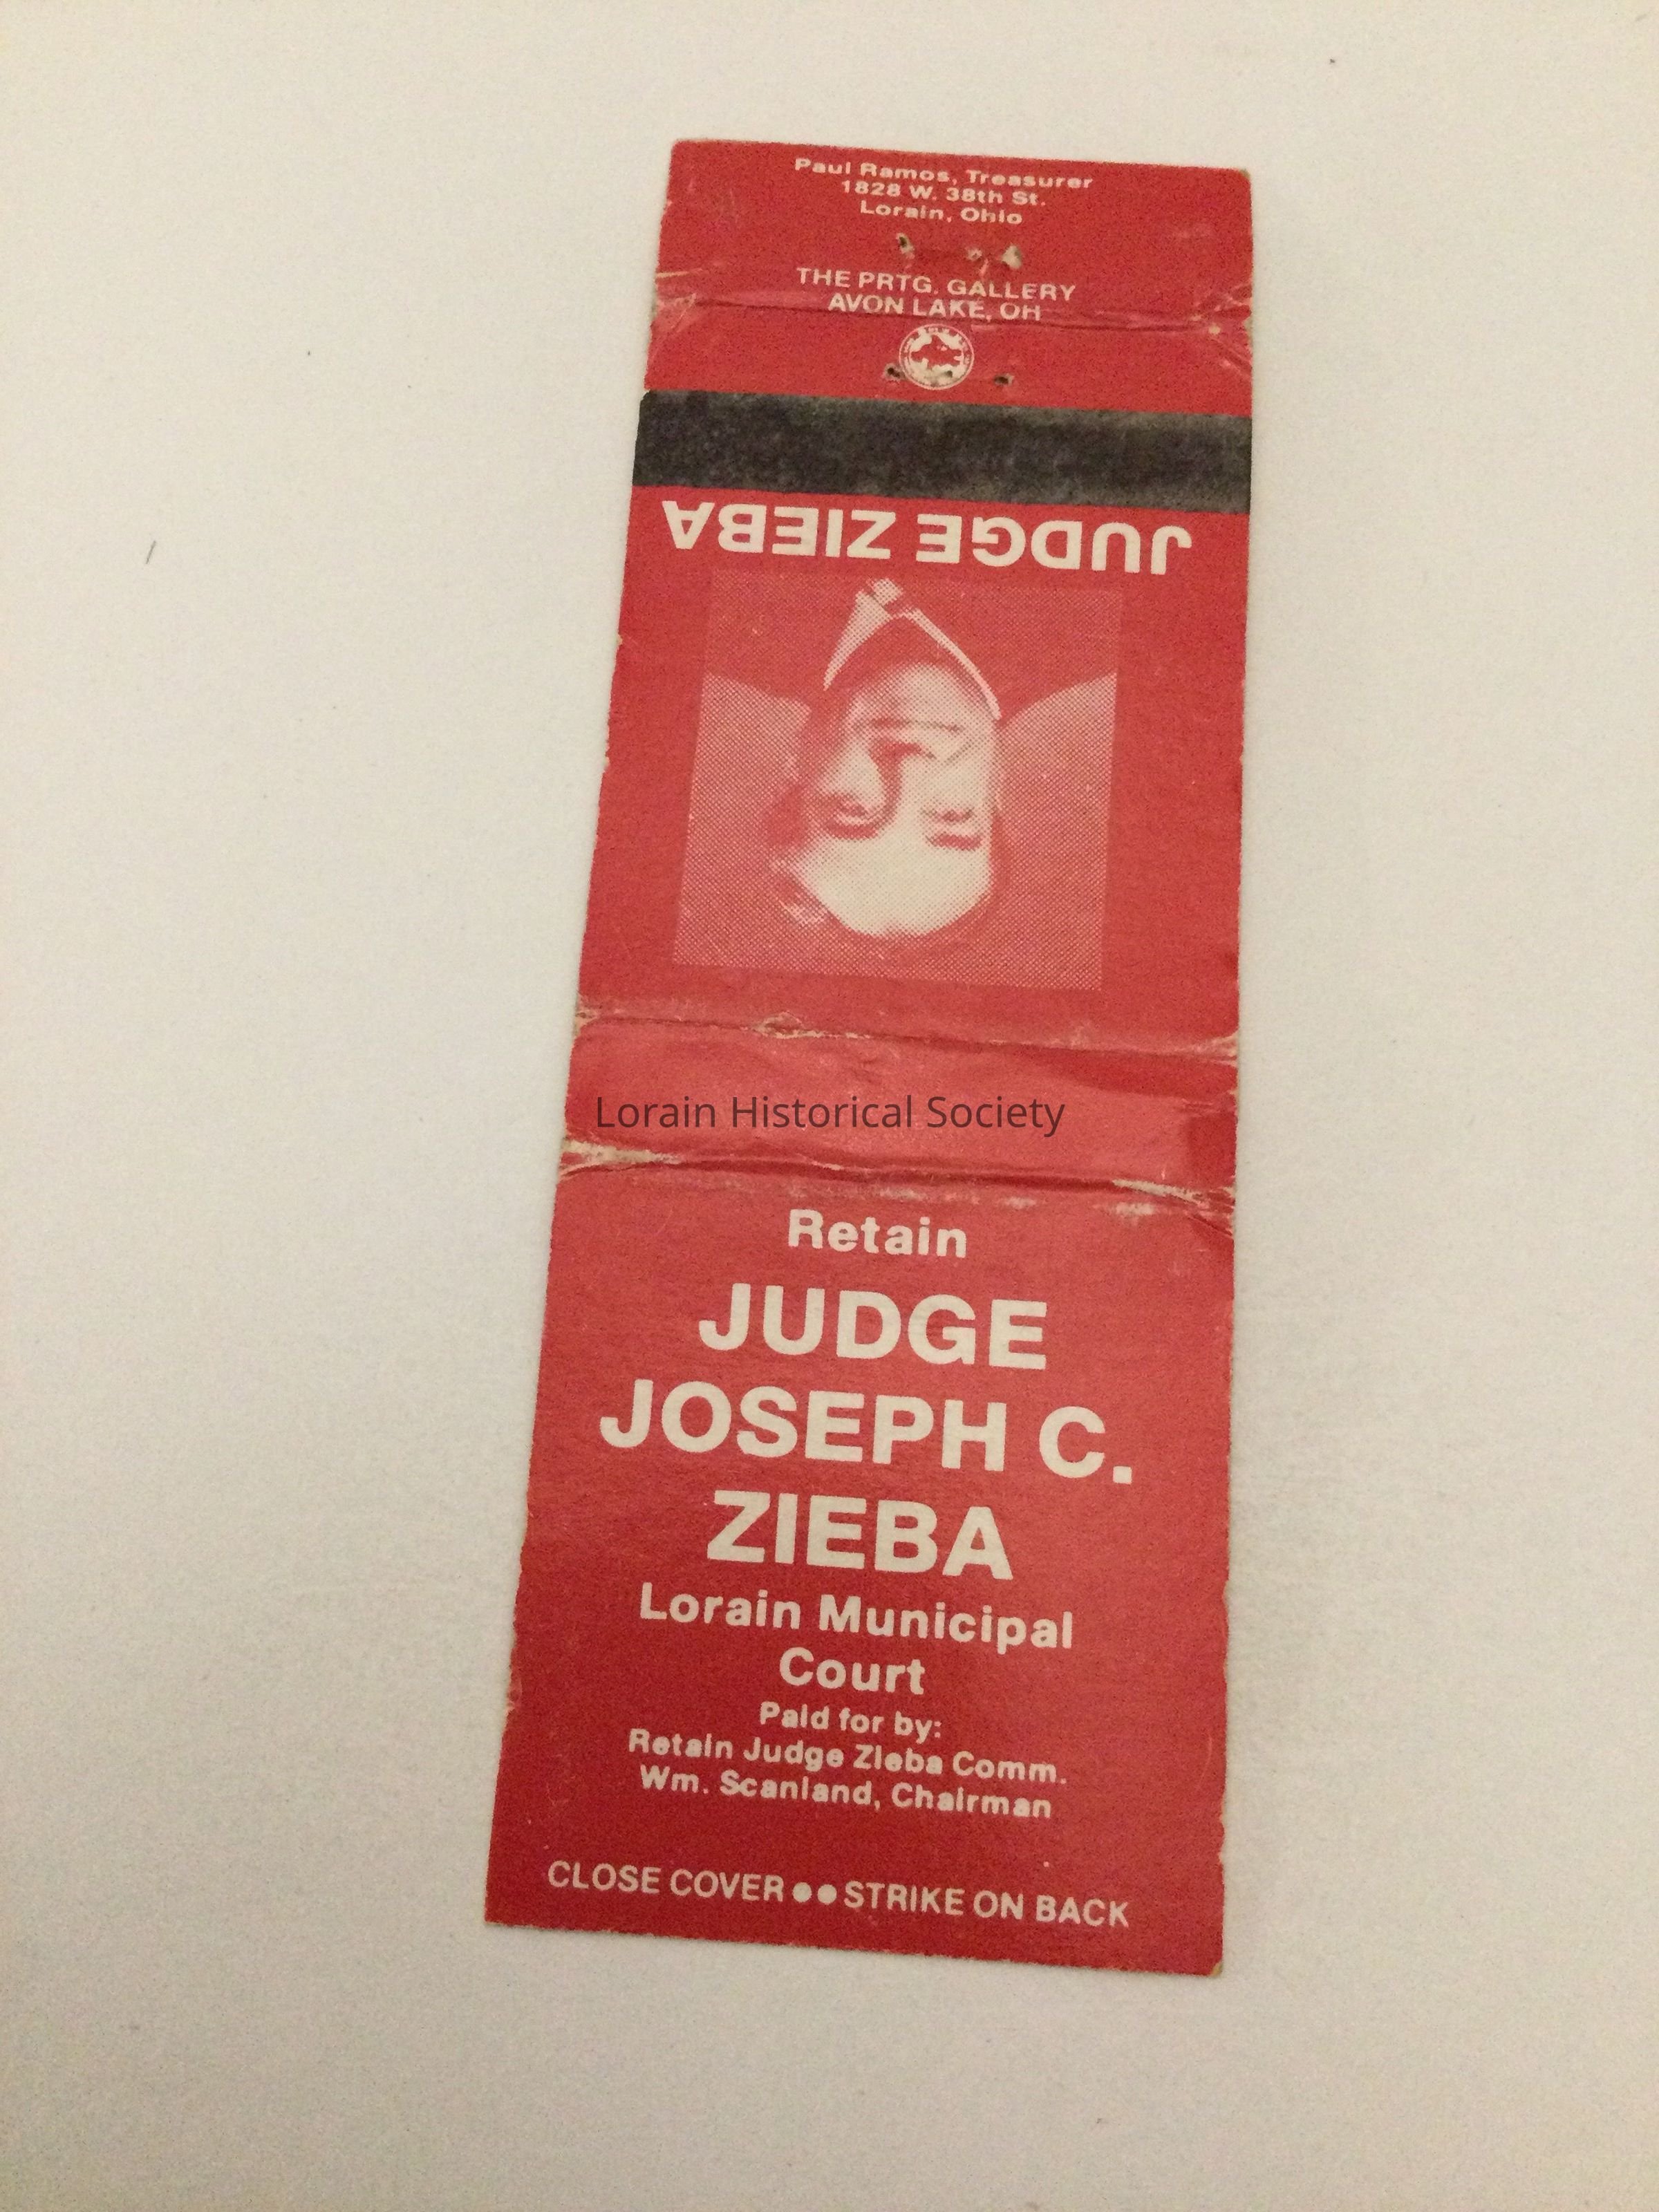 Paul Ramos, Treasurer
1828 W. 38th St.
Lorain, Ohio
THE PRTG. GALLERY
AVON LAKE, OH
JUDGE ZIEBA
Lorain Historical Society
Retain
JUDGE
JOSEPH C.
ZIEBA
Lorain Municipal
Court
Paid for by:
Retain Judge Zieba Comm.
Wm. Scanland, Chairman
CLOSE COVER ●● STRIKE ON BACK